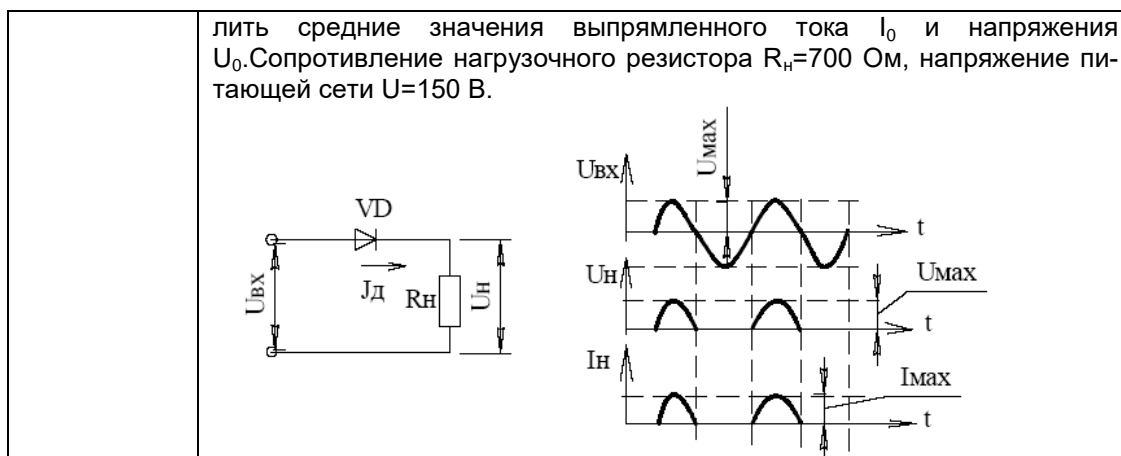 лить средние значения выпрямленного тока I₀ и напряжения
U₀.Сопротивление нагрузочного резистора Rн=700 Ом, напряжение пи-
тающей сети U=150 В.
Uмах
Uвх
t
VD
Uвх
Jд
Rн
Uн
Uн
Uмах
t
Iн
Iмах
t